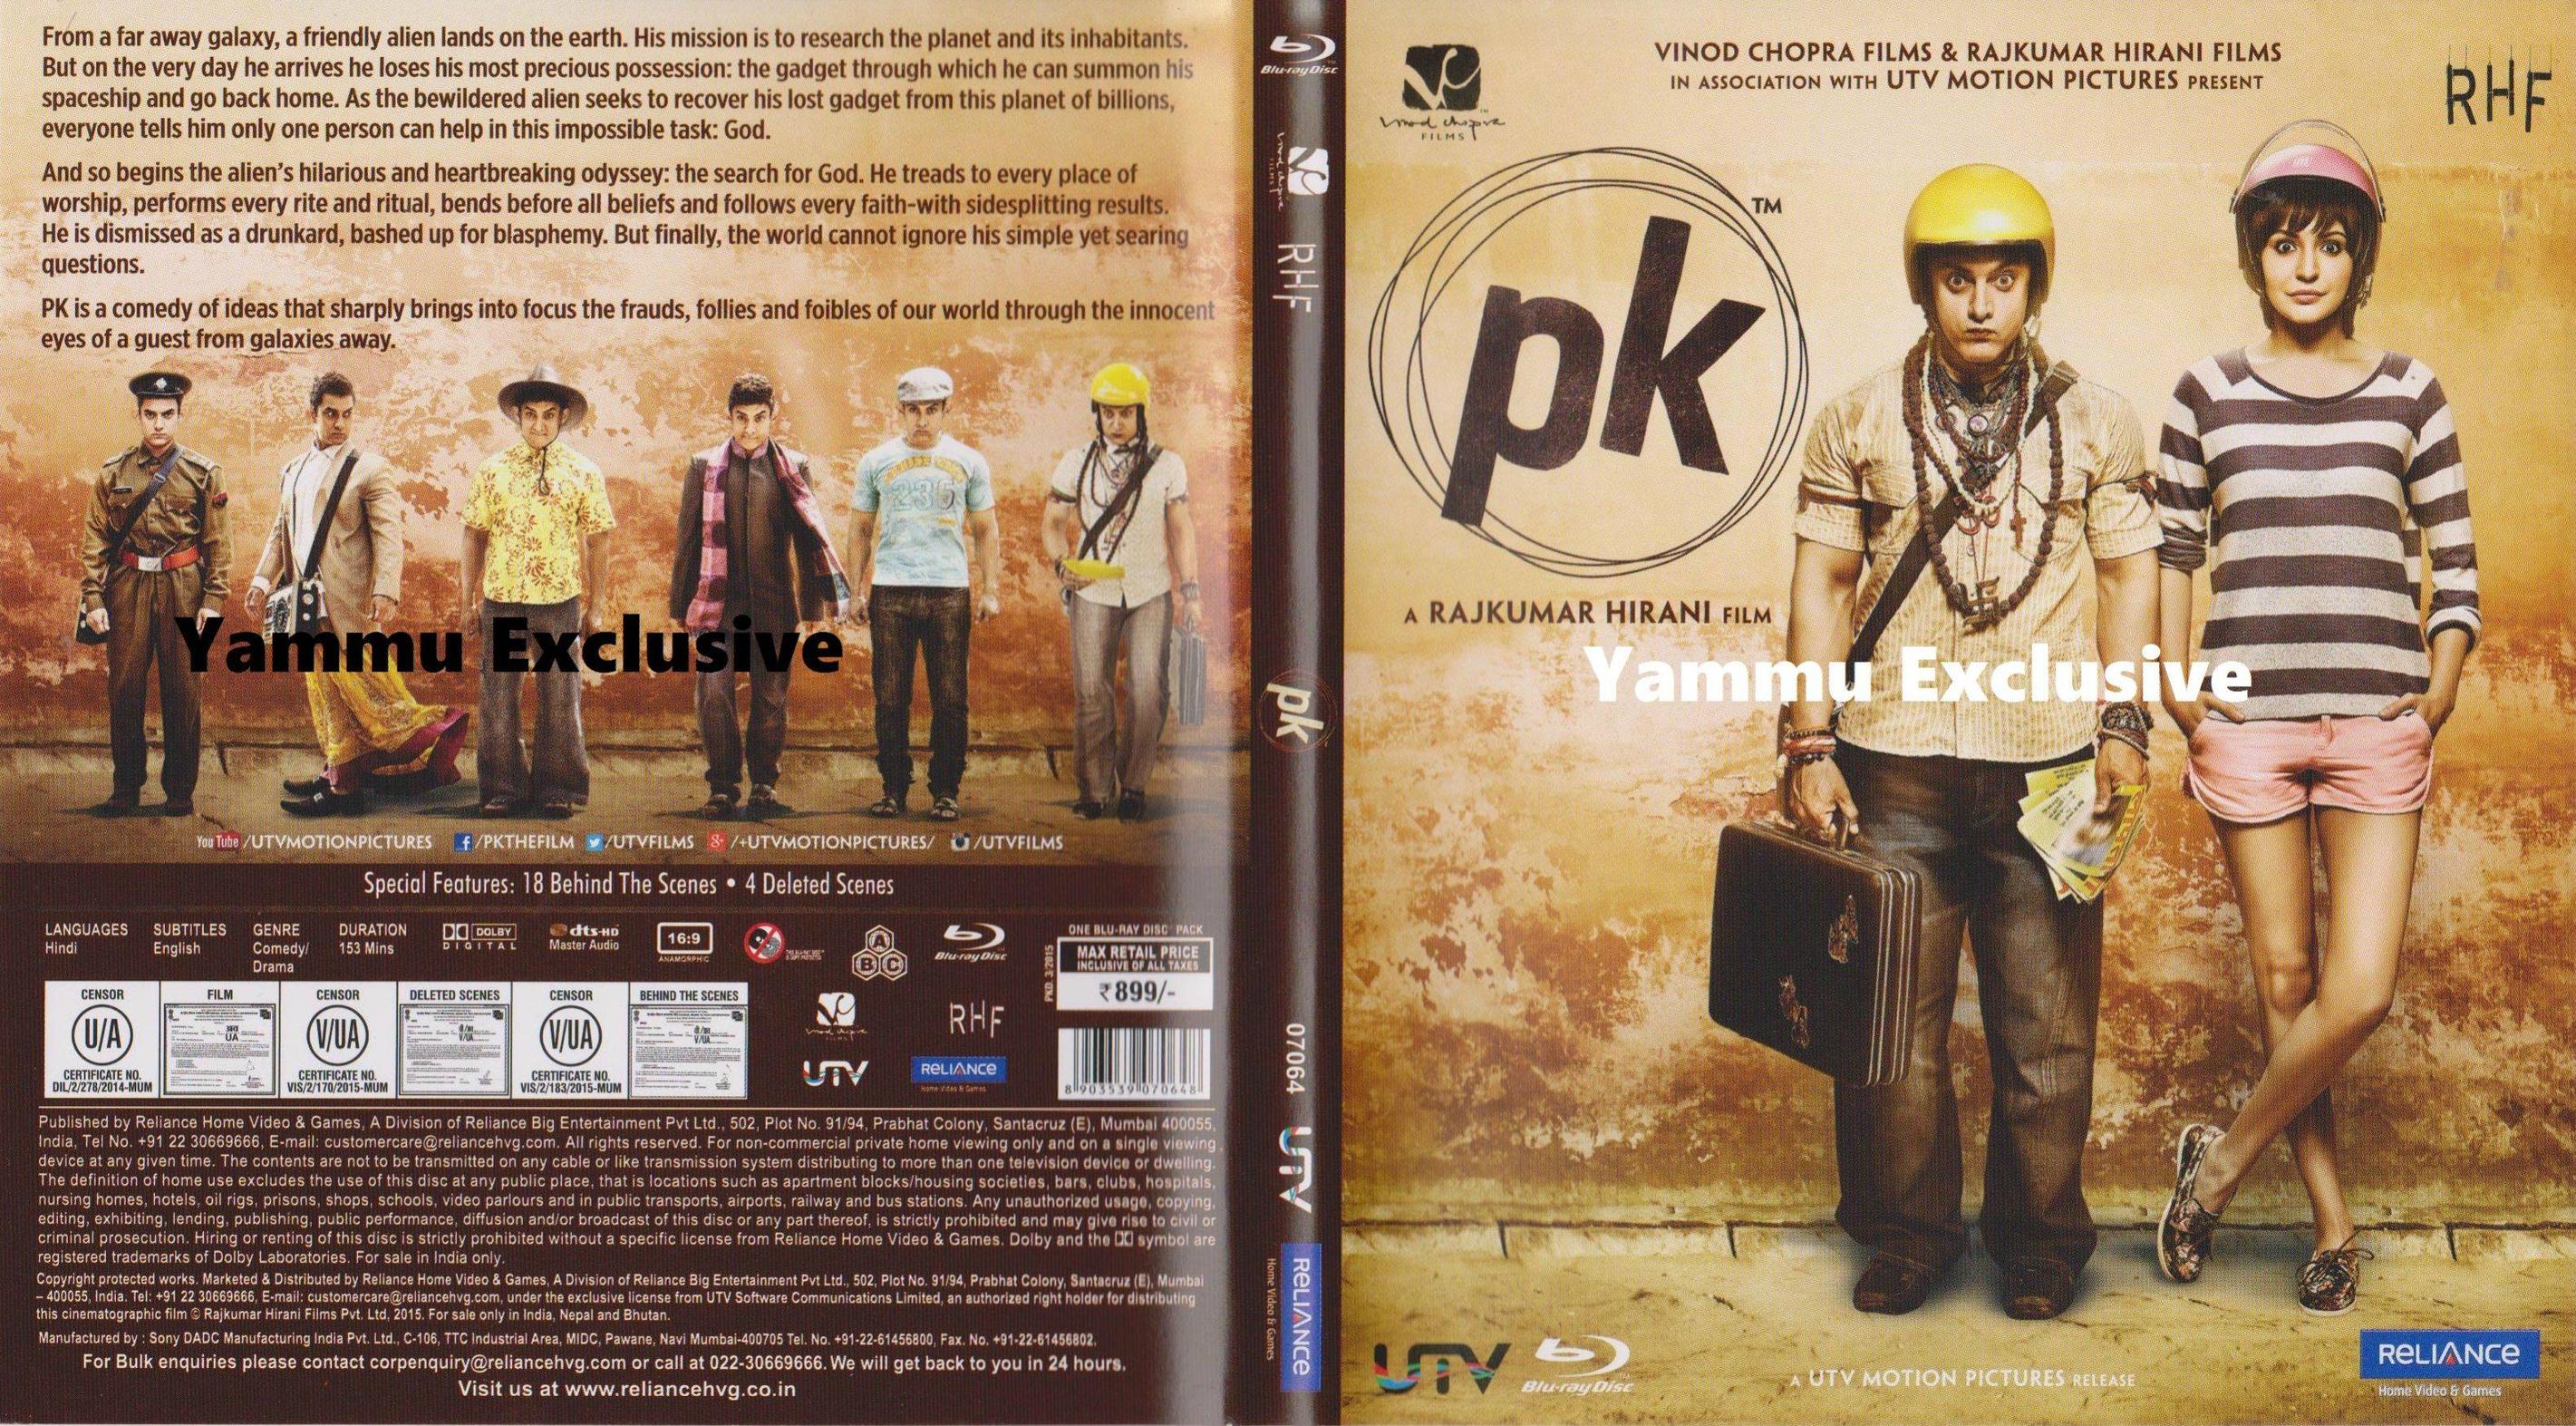 From a far away galaxy, a friendly alien lands on the earth. His mission is to research the planet and its inhabitants.
But on the very day he arrives he loses his most precious possession: the gadget through which he can summon his
spaceship and go back home. As the bewildered alien seeks to recover his lost gadget from this planet of billions,
everyone tells him only one person can help in this impossible task: God.
And so begins the alien's hilarious and heartbreaking odyssey: the search for God. He treads to every place of
worship, performs every rite and ritual, bends before all beliefs and follows every faith-with sidesplitting results.
He is dismissed as a drunkard, bashed up for blasphemy. But finally, the world cannot ignore his simple yet searing
questions.
PK is a comedy of ideas that sharply brings into focus the frauds, follies and foibles of our world through the innocent
eyes of a guest from galaxies away.
235
Yammu Exclusive
You Tube /UTVMOTIONPICTURES f /PKTHEFILM /UTVFILMS 8+ /+UTVMOTIONPICTURES/ /UTVFILMS
Special Features: 18 Behind The Scenes • 4 Deleted Scenes
LANGUAGES
Hindi
SUBTITLES
English
GENRE
Comedy/
Drama
DURATION
153 Mins
DOLBY
DIGITAL
dts-HD
Master Audio
16:9
ANAMORPHIC
A
B C
Blu-ray Disc
PKD. 3/2015
ONE BLU-RAY DISC PACK
MAX RETAIL PRICE
INCLUSIVE OF ALL TAXES
₹899/-
CENSOR
U/A
CERTIFICATE NO.
DIL/2/278/2014-MUM
FILM
UA
CENSOR
V/UA
CERTIFICATE NO.
VIS/2/170/2015-MUM
DELETED SCENES
V/UA
CENSOR
V/UA
CERTIFICATE NO.
VIS/2/183/2015-MUM
BEHIND THE SCENES
V/UA
RHF
UTV
RELIANCE
Home Video & Games
8 903539 070648
Published by Reliance Home Video & Games, A Division of Reliance Big Entertainment Pvt Ltd., 502, Plot No. 91/94, Prabhat Colony, Santacruz (E), Mumbai 400055,
India, Tel No. +91 22 30669666, E-mail: customercare@reliancehvg.com. All rights reserved. For non-commercial private home viewing only and on a single viewing
device at any given time. The contents are not to be transmitted on any cable or like transmission system distributing to more than one television device or dwelling.
The definition of home use excludes the use of this disc at any public place, that is locations such as apartment blocks/housing societies, bars, clubs, hospitals,
nursing homes, hotels, oil rigs, prisons, shops, schools, video parlours and in public transports, airports, railway and bus stations. Any unauthorized usage, copying,
editing, exhibiting, lending, publishing, public performance, diffusion and/or broadcast of this disc or any part thereof, is strictly prohibited and may give rise to civil or
criminal prosecution. Hiring or renting of this disc is strictly prohibited without a specific license from Reliance Home Video & Games. Dolby and the symbol are
registered trademarks of Dolby Laboratories. For sale in India only.
Copyright protected works. Marketed & Distributed by Reliance Home Video & Games, A Division of Reliance Big Entertainment Pvt Ltd., 502, Plot No. 91/94, Prabhat Colony, Santacruz (E), Mumbai
– 400055, India. Tel: +91 22 30669666, E-mail: customercare@reliancehvg.com, under the exclusive license from UTV Software Communications Limited, an authorized right holder for distributing
this cinematographic film © Rajkumar Hirani Films Pvt. Ltd, 2015. For sale only in India, Nepal and Bhutan.
Manufactured by : Sony DADC Manufacturing India Pvt. Ltd., C-106, TTC Industrial Area, MIDC, Pawane, Navi Mumbai-400705 Tel. No. +91-22-61456800, Fax. No. +91-22-61456802.
For Bulk enquiries please contact corpenquiry@reliancehvg.com or call at 022-30669666. We will get back to you in 24 hours.
Visit us at www.reliancehvg.co.in
Blu-ray Disc
vinod chopra
FILMS
RHF
pk
07064
UTV
RELIANCE
Home Video & Games
vinod chopra
FILMS
VINOD CHOPRA FILMS & RAJKUMAR HIRANI FILMS
IN ASSOCIATION WITH UTV MOTION PICTURES PRESENT
RHF
pk TM
A RAJKUMAR HIRANI FILM
Yammu Exclusive
UTV
Blu-ray Disc
A UTV MOTION PICTURES RELEASE
RELIANCE
Home Video & Games